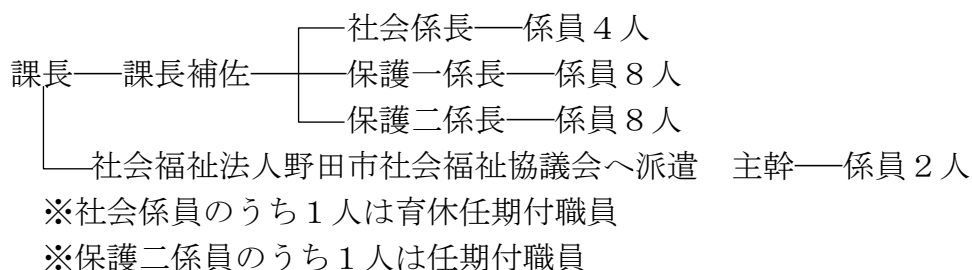 社会係長──係員４人
課長──課長補佐──保護一係長──係員８人
保護二係長──係員８人
社会福祉法人野田市社会福祉協議会へ派遣　主幹──係員２人
※社会係員のうち１人は育休任期付職員
※保護二係員のうち１人は任期付職員